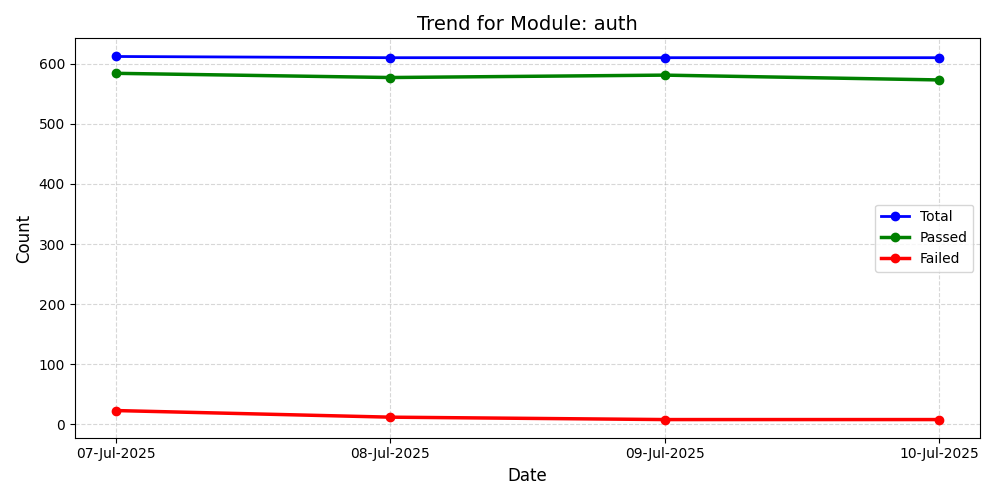 Trend for Module: auth
600
500
400
300
200
100
0
Count
Total
Passed
Failed
07-Jul-2025
08-Jul-2025
09-Jul-2025
10-Jul-2025
Date